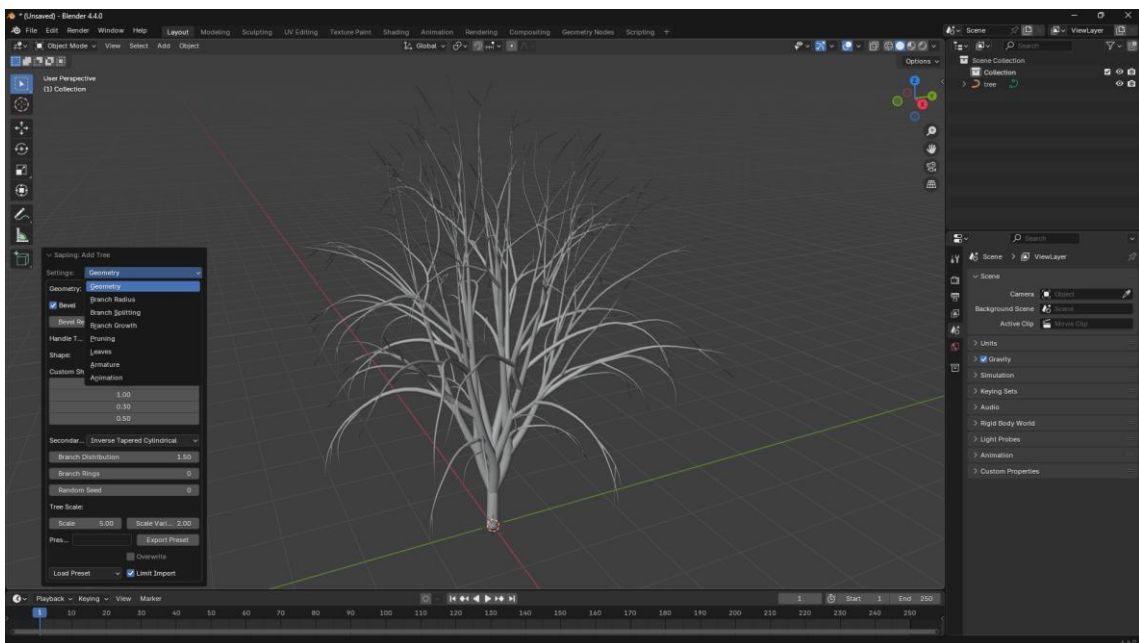 * (Unsaved) - Blender 4.4.0
File Edit Render Window Help Layout Modeling Sculpting UV Editing Texture Paint Shading Animation Rendering Compositing Geometry Nodes Scripting + Scene ViewLayer
Object Mode View Select Add Object Global Search
Options
User Perspective
(1) Collection
Z
Y
X
Scene Collection
Collection
tree
Sapling: Add Tree
Settings: Geometry
Geometry:
Geometry
Branch Radius
Bevel
Branch Splitting
Bevel Re
Branch Growth
Handle T...
Pruning
Shape:
Leaves
Armature
Custom Sh
Animation
1.00
0.30
0.50
Secondar... Inverse Tapered Cylindrical
Branch Distribution 1.50
Branch Rings 0
Random Seed 0
Tree Scale:
Scale 5.00 Scale Vari... 2.00
Pres... Export Preset
Overwrite
Load Preset Limit Import
Search
Scene > ViewLayer
Scene
Camera Object
Background Scene Scene
Active Clip Movie Clip
Units
Gravity
Simulation
Keying Sets
Audio
Rigid Body World
Light Probes
Animation
Custom Properties
Playback Keying View Marker 1 Start 1 End 250
1 10 20 30 40 50 60 70 80 90 100 110 120 130 140 150 160 170 180 190 200 210 220 230 240 250